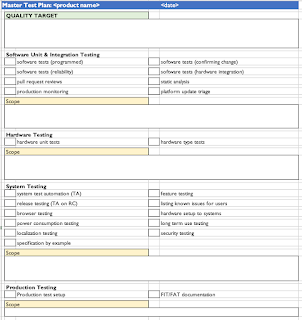 Master Test Plan: <product name> <date>
QUALITY TARGET
Software Unit & Integration Testing
software tests (programmed) software tests (confirming change)
software tests (reliability) software tests (hardware integration)
pull request reviews static analysis
production monitoring platform update triage
Scope
Hardware Testing
hardware unit tests hardware type tests
Scope
System Testing
system test automation (TA) feature testing
release testing (TA on RC) listing known issues for users
browser testing hardware setup to systems
power consumption testing long term use testing
localization testing security testing
specification by example
Scope
Production Testing
Production test setup FIT/FAT documentation
Scope